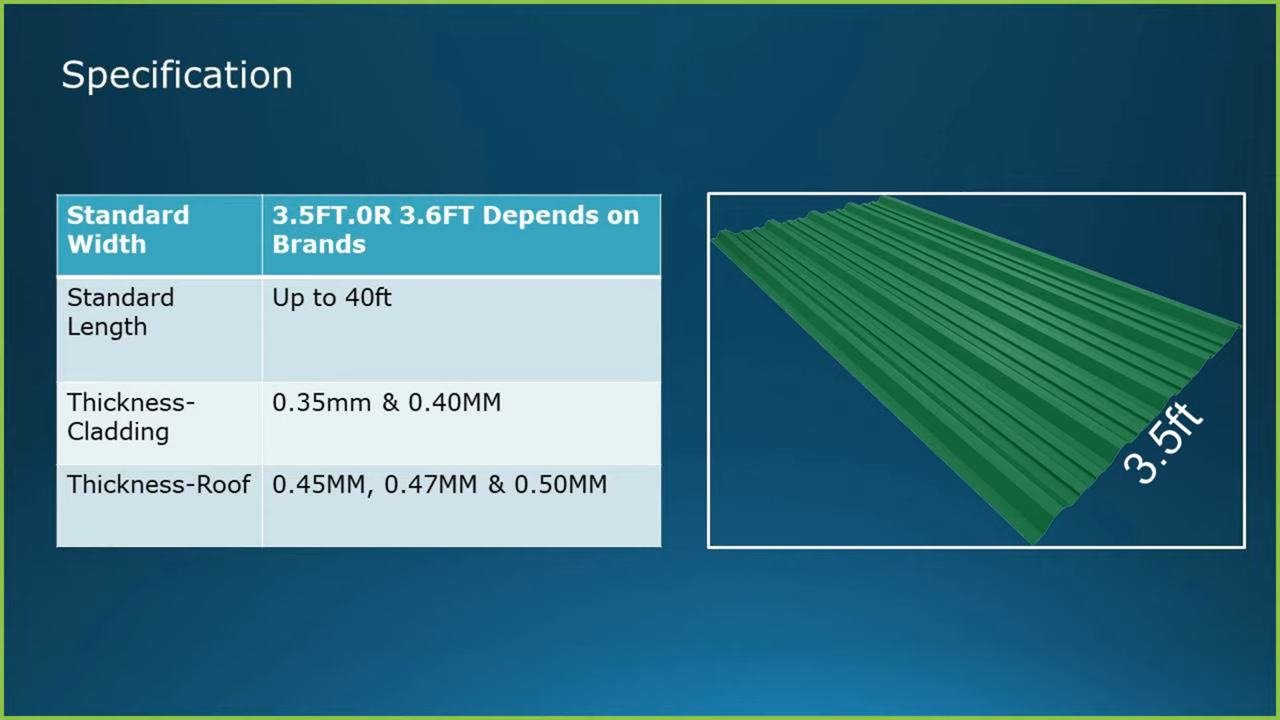 Specification
Standard
Width
3.5FT.0R 3.6FT Depends on
Brands
Standard
Length
Up to 40ft
Thickness-
Cladding
0.35mm & 0.40MM
Thickness-Roof
0.45MM, 0.47MM & 0.50MM
3.5ft